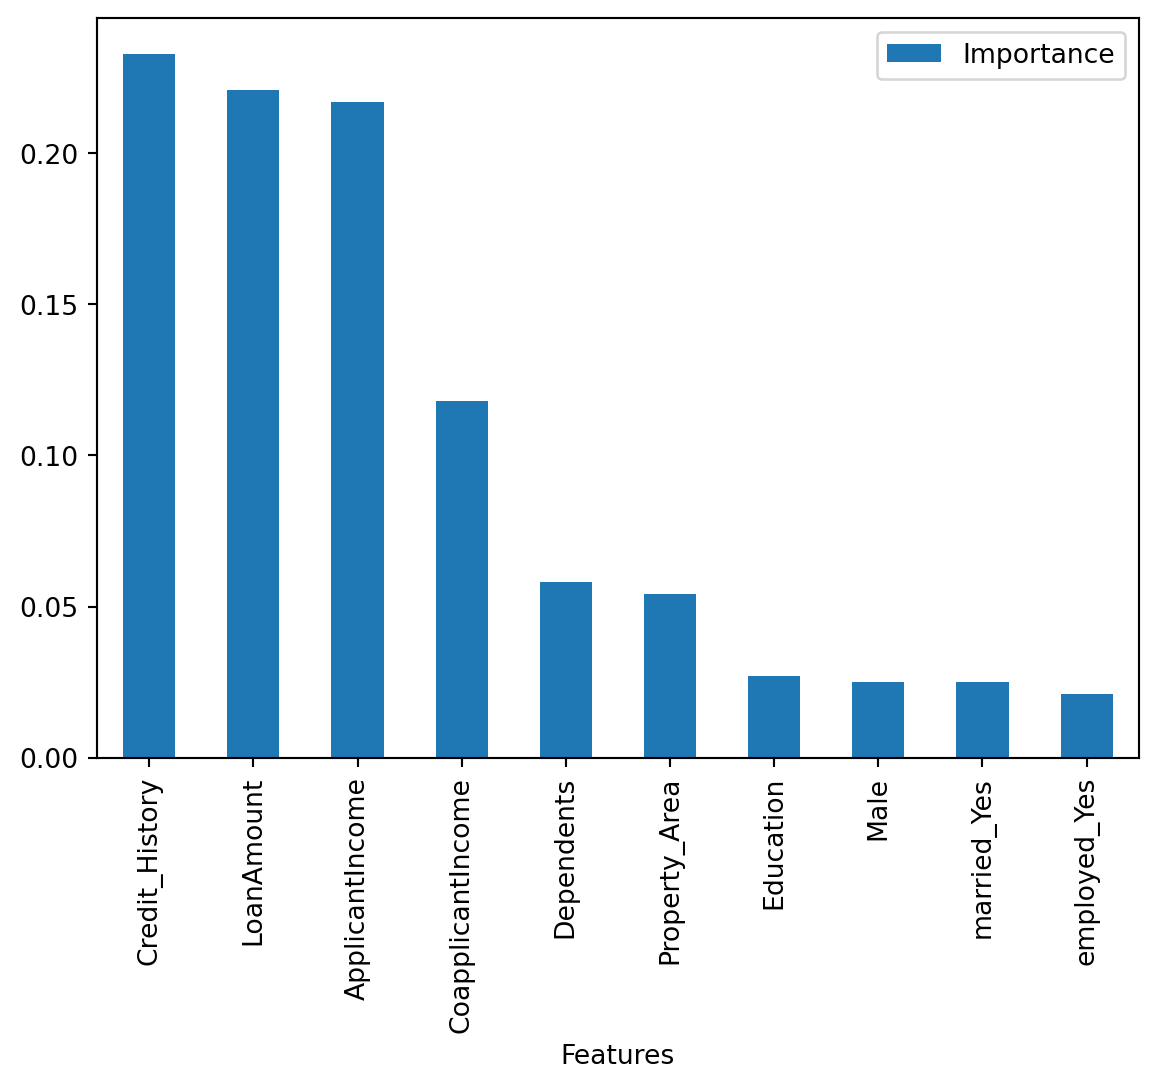 Importance
0.20
0.15
0.10
0.05
0.00
Credit_History
LoanAmount
ApplicantIncome
CoapplicantIncome
Dependents
Property_Area
Education
Male
married_Yes
employed_Yes
Features